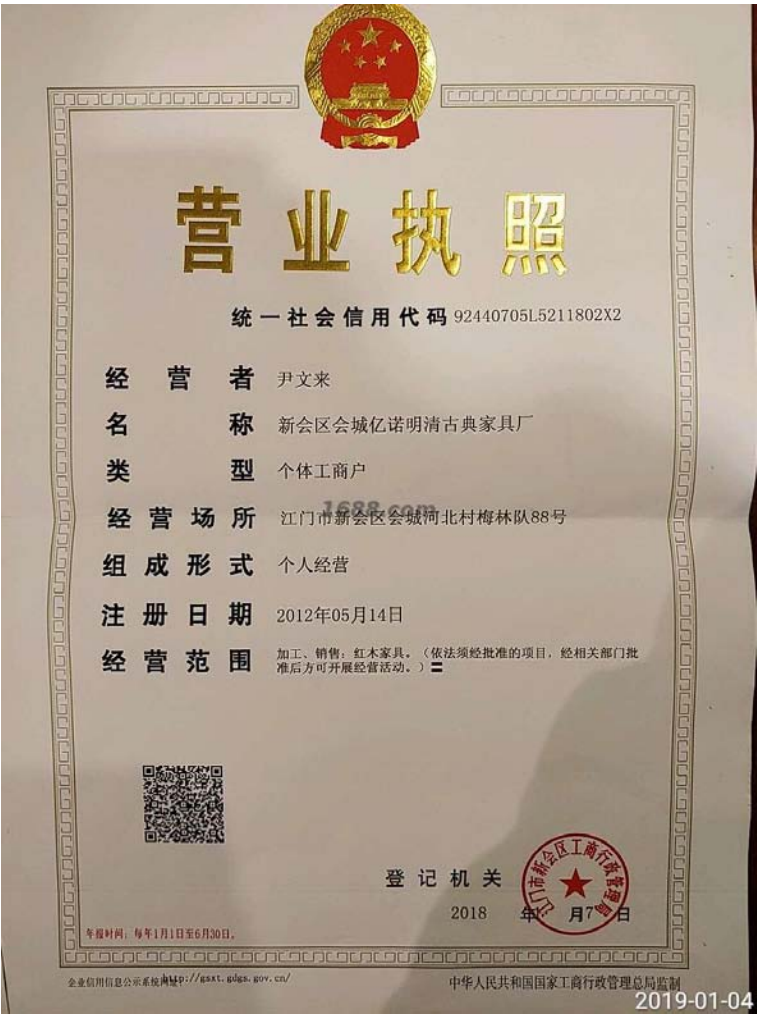 营业执照
统一社会信用代码 92440705L5211802X2
经营者 尹文来
名称 新会区会城亿诺明清古典家具厂
类型 个体工商户
1688.com
经营场所 江门市新会区会城河北村梅林队88号
组成形式 个人经营
注册日期 2012年05月14日
经营范围 加工、销售：红木家具。（依法须经批准的项目，经相关部门批
准后方可开展经营活动。）〓
江门市新会区工商行政管理局
登记机关
2018 年 月7日
年报时间：每年1月1日至6月30日。
企业信用信息公示系统网址：http://gsxt.gdgs.gov.cn/
中华人民共和国国家工商行政管理总局监制
2019-01-04